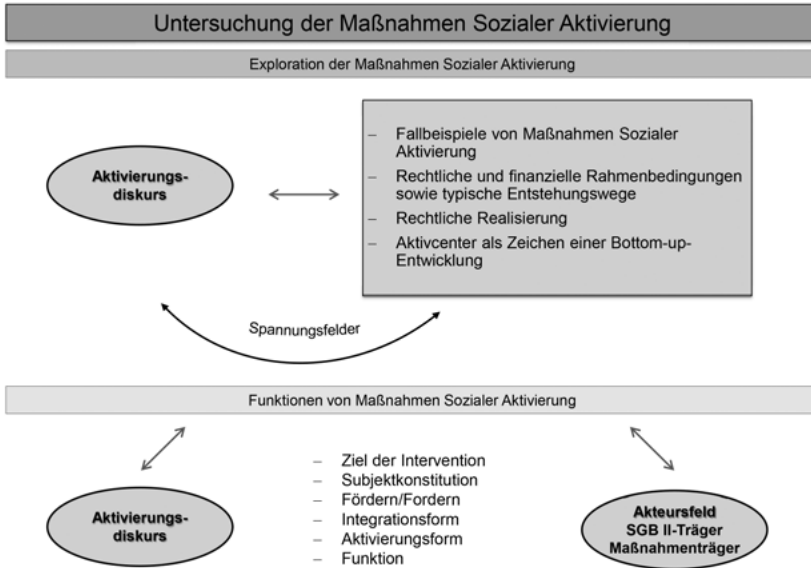 Untersuchung der Maßnahmen Sozialer Aktivierung
Exploration der Maßnahmen Sozialer Aktivierung
Aktivierungs-
diskurs
– Fallbeispiele von Maßnahmen Sozialer
Aktivierung
– Rechtliche und finanzielle Rahmenbedingungen
sowie typische Entstehungswege
– Rechtliche Realisierung
– Aktivcenter als Zeichen einer Bottom-up-
Entwicklung
Spannungsfelder
Funktionen von Maßnahmen Sozialer Aktivierung
Aktivierungs-
diskurs
– Ziel der Intervention
– Subjektkonstitution
– Fördern/Fordern
– Integrationsform
– Aktivierungsform
– Funktion
Akteursfeld
SGB II-Träger
Maßnahmenträger